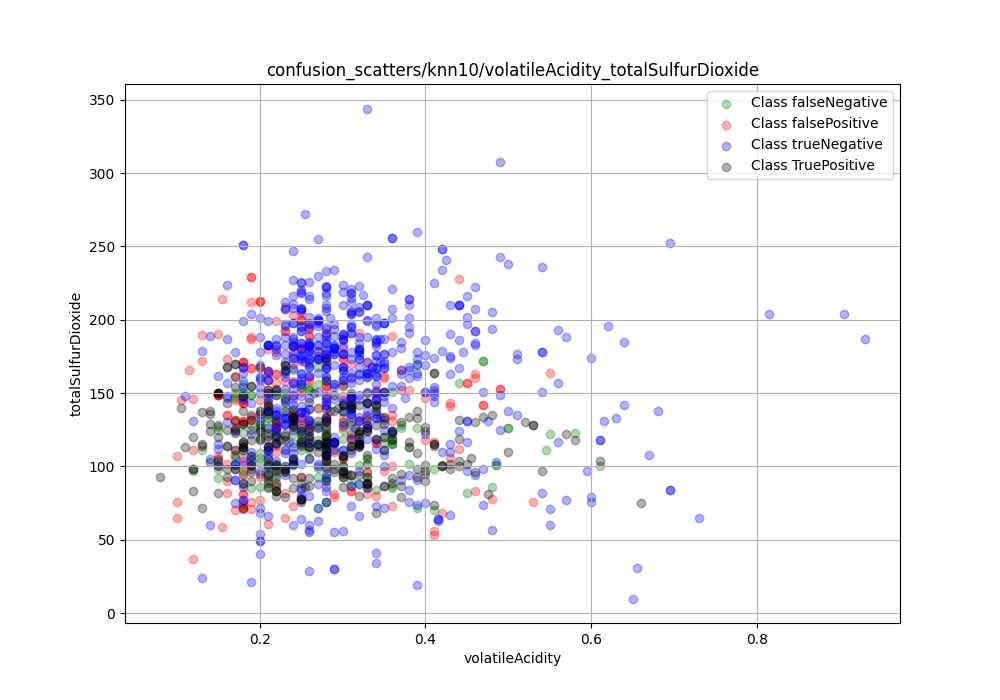 confusion_scatters/knn10/volatileAcidity_totalSulfurDioxide
Class falseNegative
Class falsePositive
Class trueNegative
Class TruePositive
350
300
250
200
150
100
50
0
totalSulfurDioxide
0.2 0.4 0.6 0.8
volatileAcidity